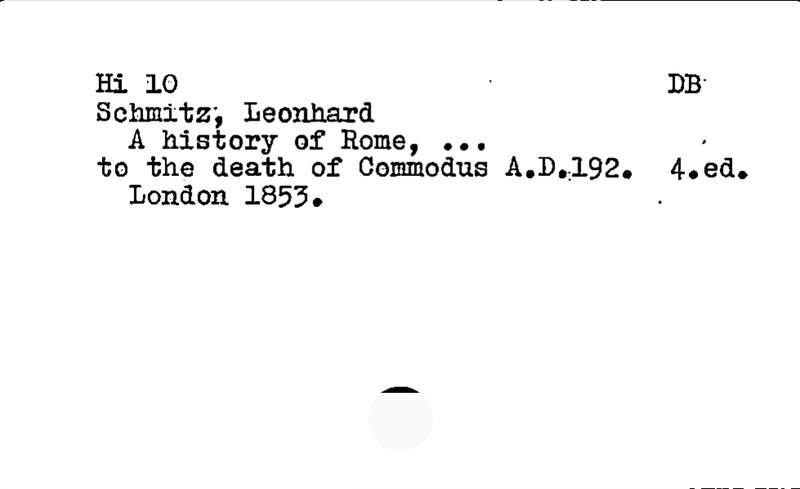 Hi 10 DB
Schmitz, Leonhard
A history of Rome, ...
to the death of Commodus A.D.192. 4.ed.
London 1853.